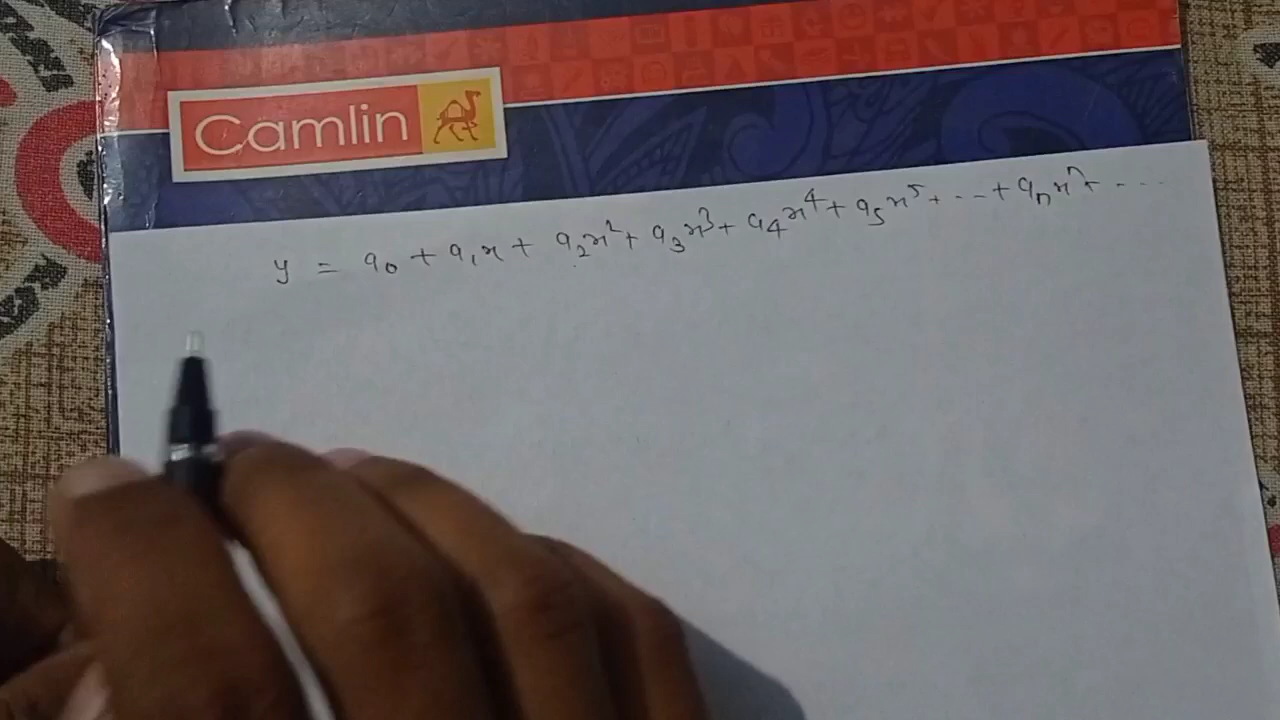 Camlin
y = a₀ + a₁x + a₂x² + a₃x³ + a₄x⁴ + a₅x⁵ + --- + aₙxⁿ + ----